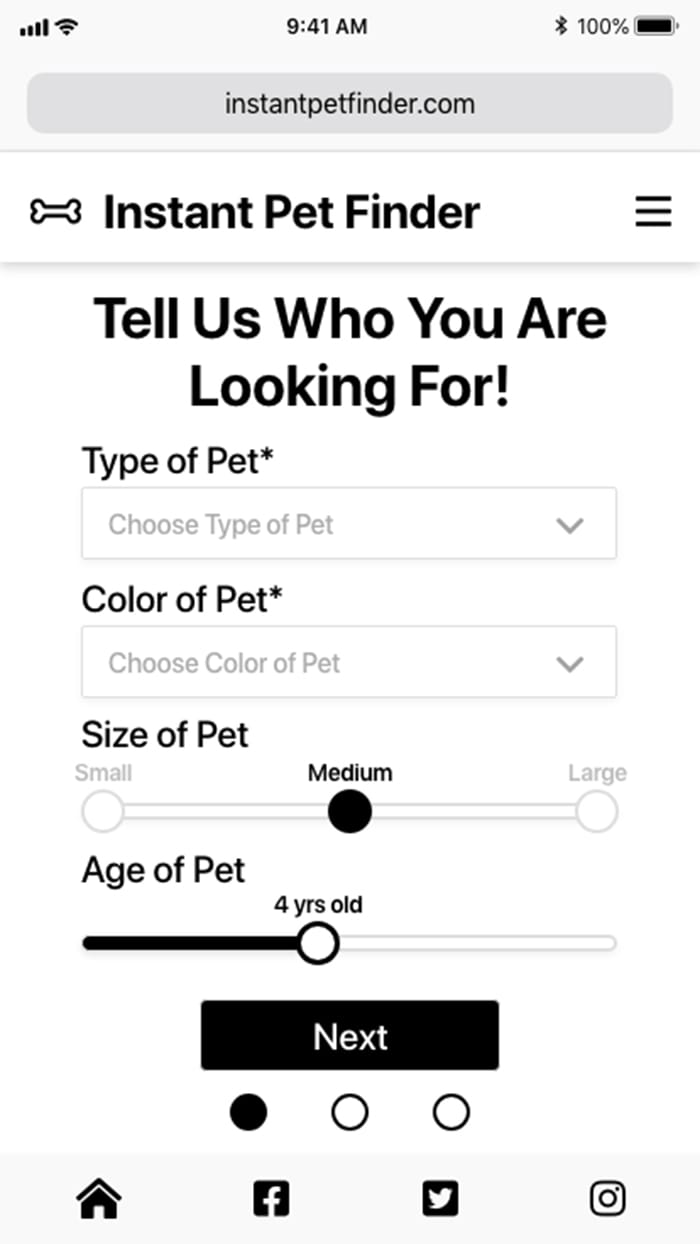 9:41 AM
100%
instantpetfinder.com
Instant Pet Finder
Tell Us Who You Are
Looking For!
Type of Pet*
Choose Type of Pet
Color of Pet*
Choose Color of Pet
Size of Pet
Small Medium Large
Age of Pet
4 yrs old
Next